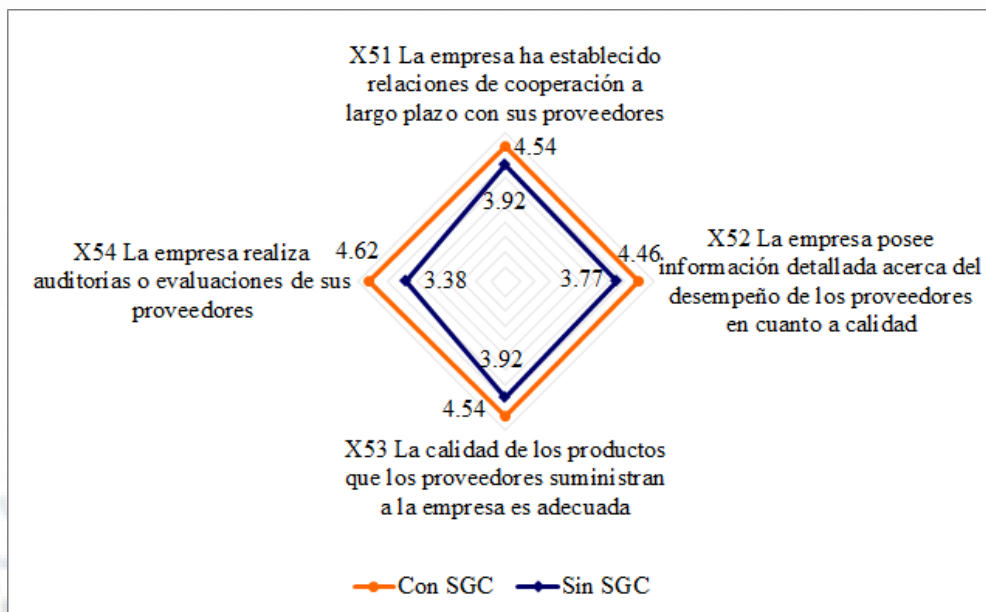 X51 La empresa ha establecido
relaciones de cooperación a
largo plazo con sus proveedores
4.54
3.92
X54 La empresa realiza
auditorías o evaluaciones de sus
proveedores
4.62
3.38
3.77
4.46
X52 La empresa posee
información detallada acerca del
desempeño de los proveedores
en cuanto a calidad
3.92
4.54
X53 La calidad de los productos
que los proveedores suministran
a la empresa es adecuada
Con SGC
Sin SGC